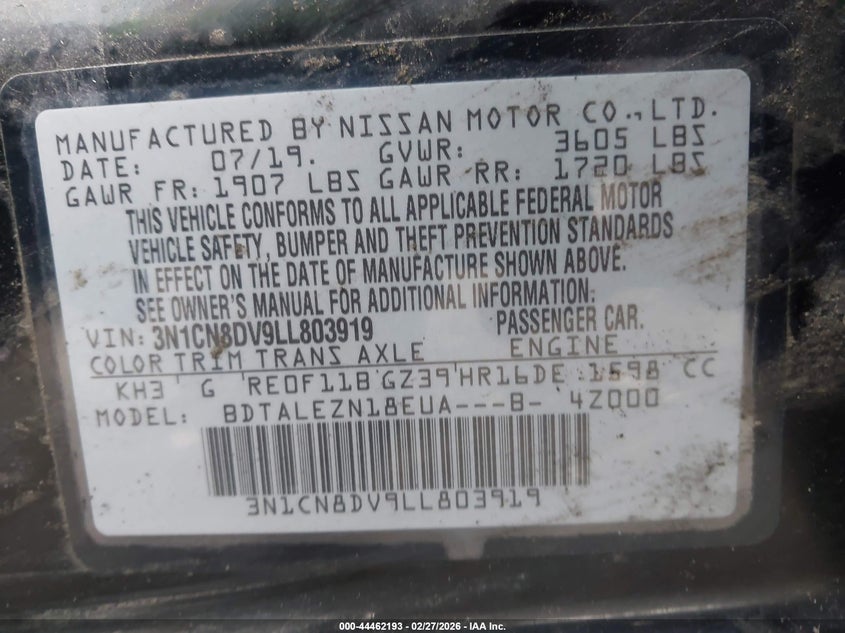 MANUFACTURED BY NISSAN MOTOR CO., LTD.
DATE: 07/19. GVWR: 3605 LBS
GAWR FR: 1907 LBS GAWR RR: 1720 LBS
THIS VEHICLE CONFORMS TO ALL APPLICABLE FEDERAL MOTOR
VEHICLE SAFETY, BUMPER AND THEFT PREVENTION STANDARDS
IN EFFECT ON THE DATE OF MANUFACTURE SHOWN ABOVE.
SEE OWNER'S MANUAL FOR ADDITIONAL INFORMATION:
VIN: 3N1CN8DV9LL803919 PASSENGER CAR.
COLOR TRIM TRANS AXLE ENGINE
KH3 G RE0F11B GZ39 HR16DE 1598 CC
MODEL: BDTALEZN18EUA---B- 4Z000
3N1CN8DV9LL803919
000-44462193 - 02/27/2026 - IAA Inc.